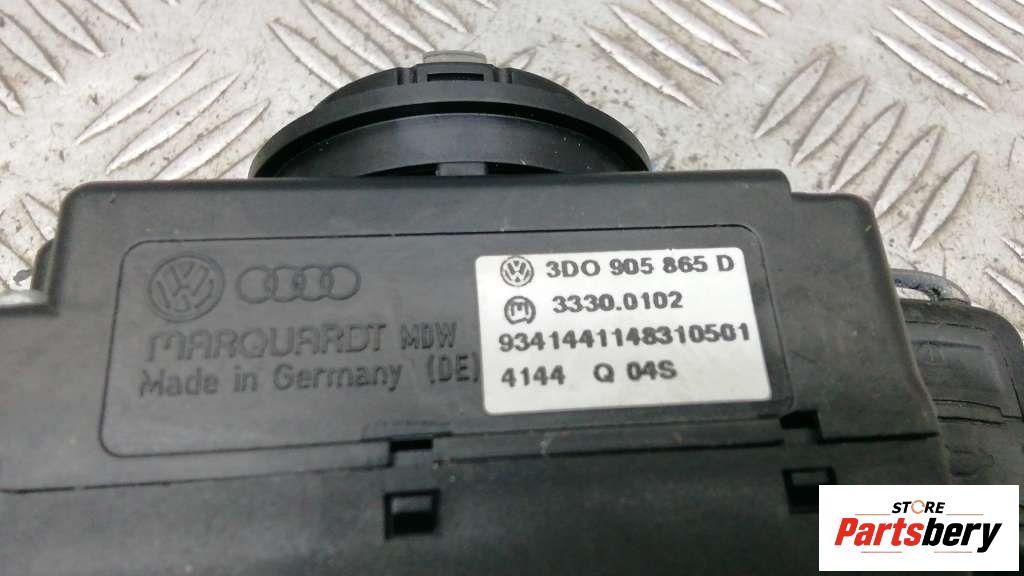 MARQUARDT MDW
Made in Germany (DE)
3D0 905 865 D
3330.0102
9341441148310501
4144 Q 04S
STORE
Partsbery